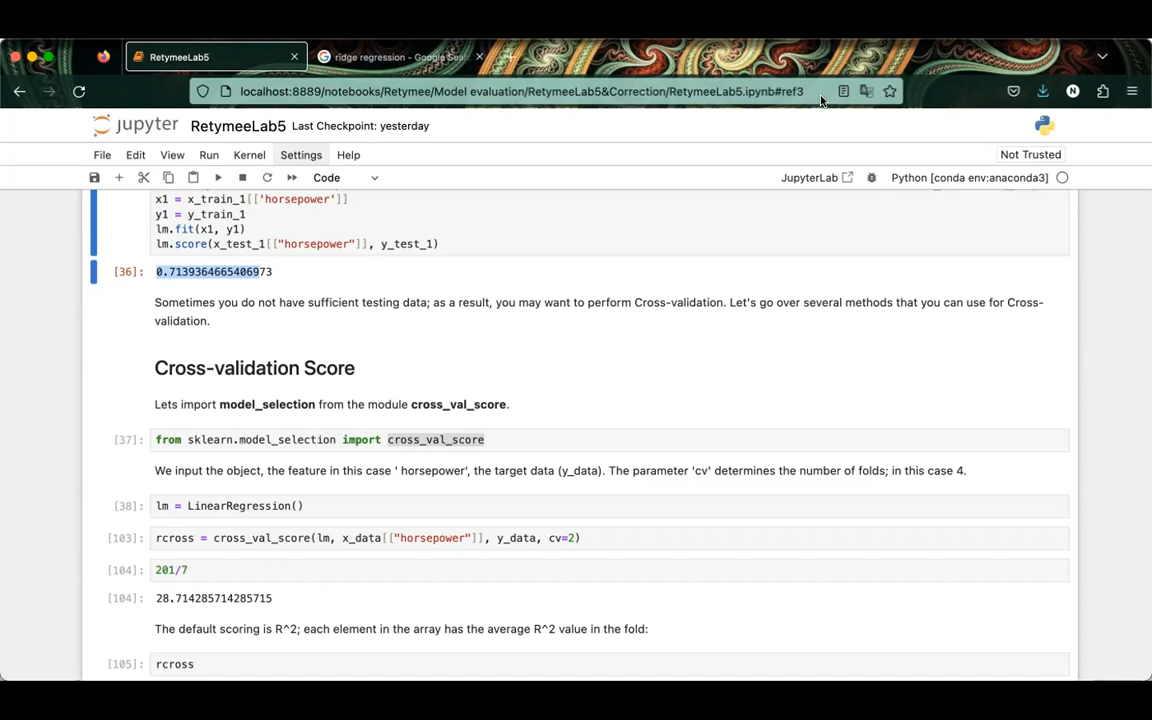 RetymeeLab5
ridge regression - Google Sea
localhost:8889/notebooks/Retymee/Model evaluation/RetymeeLab5&Correction/RetymeeLab5.ipynb#ref3
jupyter RetymeeLab5 Last Checkpoint: yesterday
File Edit View Run Kernel Settings Help Not Trusted
Code JupyterLab Python [conda env:anaconda3]
x1 = x_train_1[['horsepower']]
y1 = y_train_1
lm.fit(x1, y1)
lm.score(x_test_1[["horsepower"]], y_test_1)
[36]: 0.7139364665406973
Sometimes you do not have sufficient testing data; as a result, you may want to perform Cross-validation. Let's go over several methods that you can use for Cross-
validation.
Cross-validation Score
Lets import model_selection from the module cross_val_score.
[37]: from sklearn.model_selection import cross_val_score
We input the object, the feature in this case ' horsepower', the target data (y_data). The parameter 'cv' determines the number of folds; in this case 4.
[38]: lm = LinearRegression()
[103]: rcross = cross_val_score(lm, x_data[["horsepower"]], y_data, cv=2)
[104]: 201/7
[104]: 28.714285714285715
The default scoring is R^2; each element in the array has the average R^2 value in the fold:
[105]: rcross